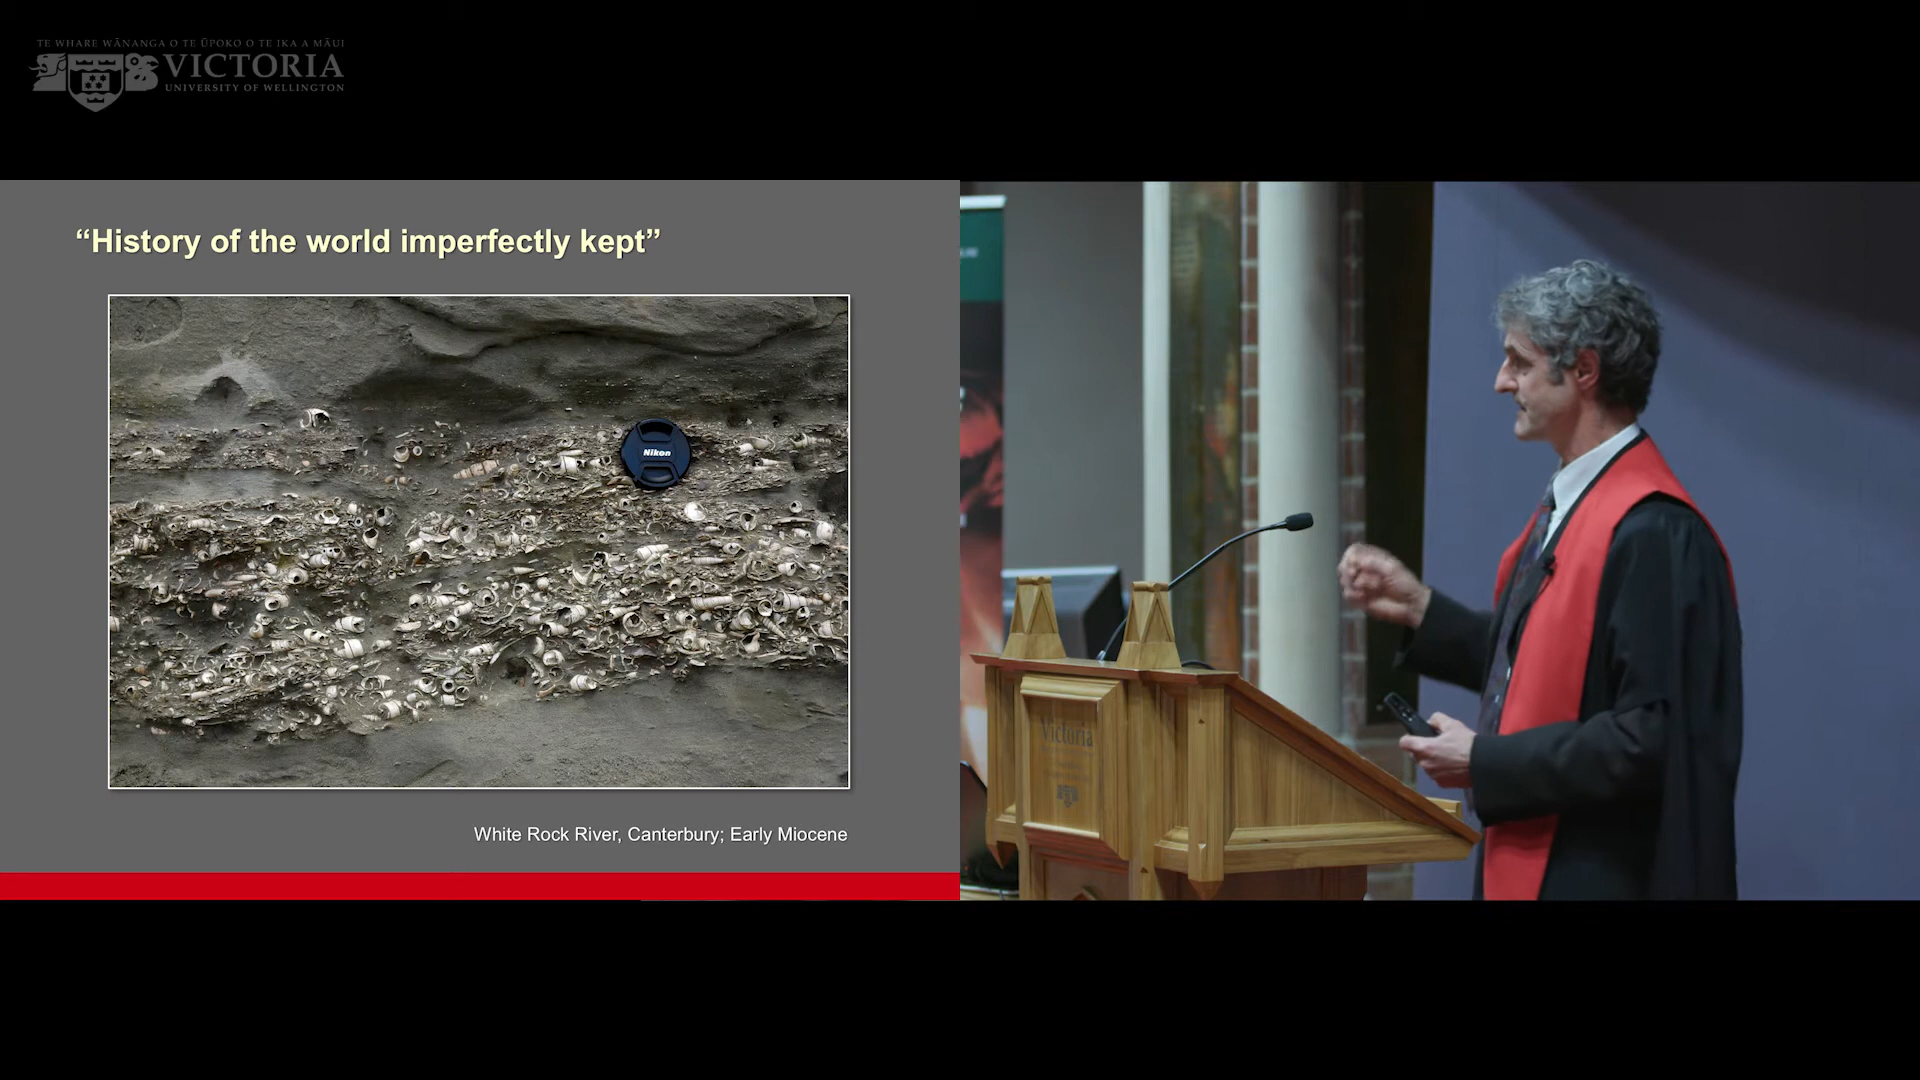 TE WHARE WĀNANGA O TE ŪPOKO O TE IKA A MĀUI
VICTORIA
UNIVERSITY OF WELLINGTON
“History of the world imperfectly kept”
Nikon
White Rock River, Canterbury; Early Miocene
Victoria